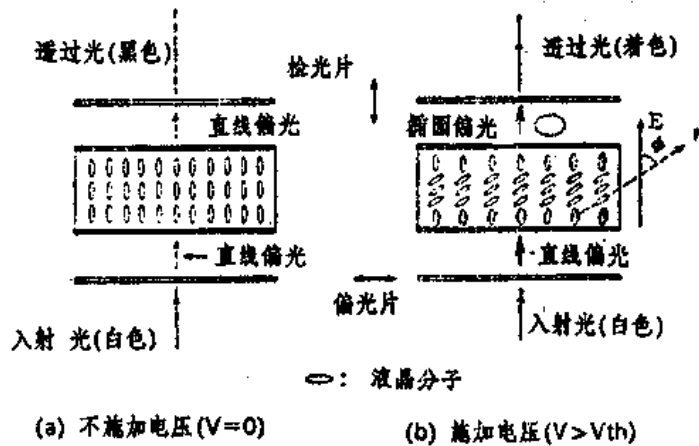 透过光(黑色)
直线偏光
直线偏光
入射 光(白色)
检光片
偏光片
透过光(着色)
椭圆偏光
E
φ
n
直线偏光
入射光(白色)
: 液晶分子
(a) 不施加电压(V=0)
(b) 施加电压(V>Vth)